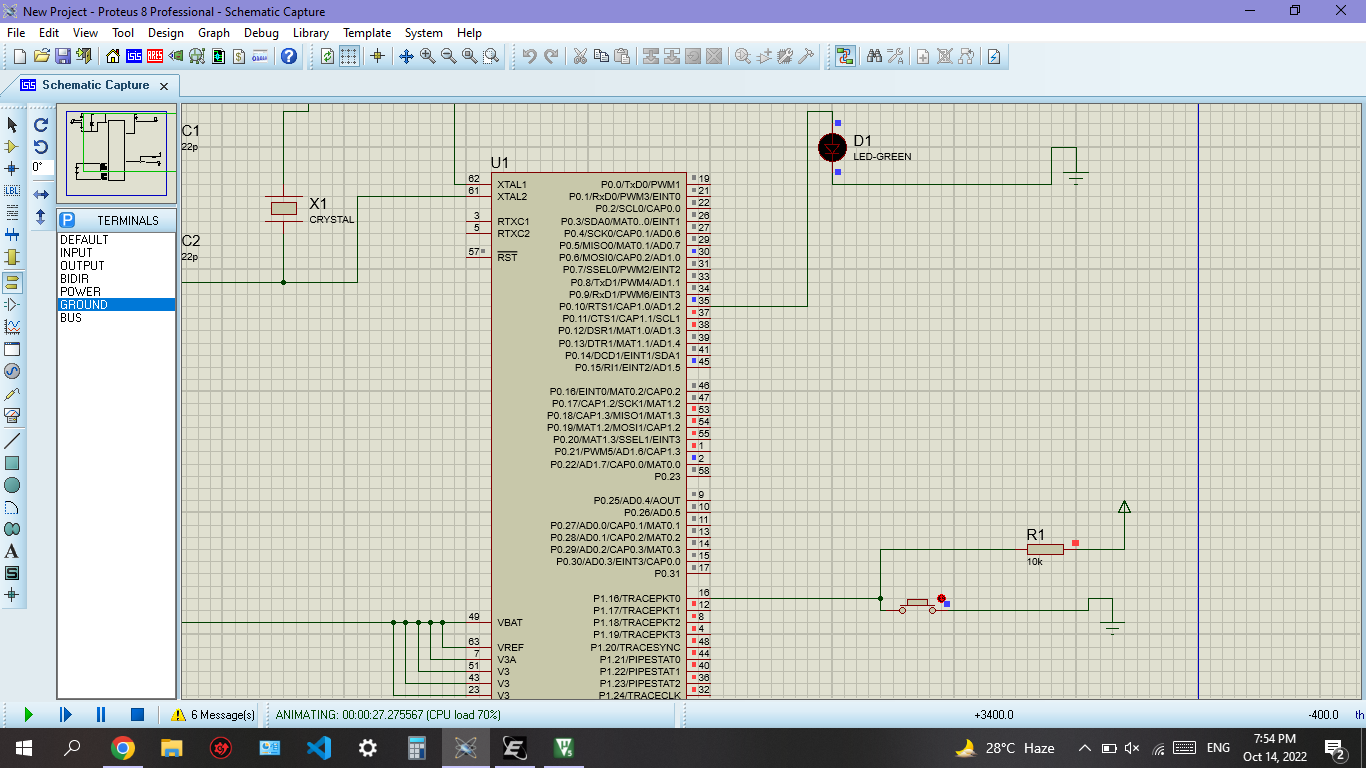 New Project - Proteus 8 Professional - Schematic Capture
File Edit View Tool Design Graph Debug Library Template System Help
Schematic Capture
0°
TERMINALS
DEFAULT
INPUT
OUTPUT
BIDIR
POWER
GROUND
BUS
C1
22p
C2
22p
X1
CRYSTAL
U1
62 XTAL1
61 XTAL2
3 RTXC1
5 RTXC2
57 RST
49 VBAT
63 VREF
7 V3A
51 V3
43 V3
23 V3
P0.0/TxD0/PWM1 19
P0.1/RxD0/PWM3/EINT0 21
P0.2/SCL0/CAP0.0 22
P0.3/SDA0/MAT0..0/EINT1 26
P0.4/SCK0/CAP0.1/AD0.6 27
P0.5/MISO0/MAT0.1/AD0.7 29
P0.6/MOSI0/CAP0.2/AD1.0 30
P0.7/SSEL0/PWM2/EINT2 31
P0.8/TxD1/PWM4/AD1.1 33
P0.9/RxD1/PWM6/EINT3 34
P0.10/RTS1/CAP1.0/AD1.2 35
P0.11/CTS1/CAP1.1/SCL1 37
P0.12/DSR1/MAT1.0/AD1.3 38
P0.13/DTR1/MAT1.1/AD1.4 39
P0.14/DCD1/EINT1/SDA1 41
P0.15/RI1/EINT2/AD1.5 45
P0.16/EINT0/MAT0.2/CAP0.2 46
P0.17/CAP1.2/SCK1/MAT1.2 47
P0.18/CAP1.3/MISO1/MAT1.3 53
P0.19/MAT1.2/MOSI1/CAP1.2 54
P0.20/MAT1.3/SSEL1/EINT3 55
P0.21/PWM5/AD1.6/CAP1.3 1
P0.22/AD1.7/CAP0.0/MAT0.0 2
P0.23 58
P0.25/AD0.4/AOUT 9
P0.26/AD0.5 10
P0.27/AD0.0/CAP0.1/MAT0.1 11
P0.28/AD0.1/CAP0.2/MAT0.2 13
P0.29/AD0.2/CAP0.3/MAT0.3 14
P0.30/AD0.3/EINT3/CAP0.0 15
P0.31 17
P1.16/TRACEPKT0 16
P1.17/TRACEPKT1 12
P1.18/TRACEPKT2 8
P1.19/TRACEPKT3 4
P1.20/TRACESYNC 48
P1.21/PIPESTAT0 44
P1.22/PIPESTAT1 40
P1.23/PIPESTAT2 36
P1.24/TRACECLK 32
D1
LED-GREEN
R1
10k
6 Message(s) ANIMATING: 00:00:27.275567 (CPU load 70%) +3400.0 -400.0 th
28°C Haze ENG 7:54 PM
Oct 14, 2022 2